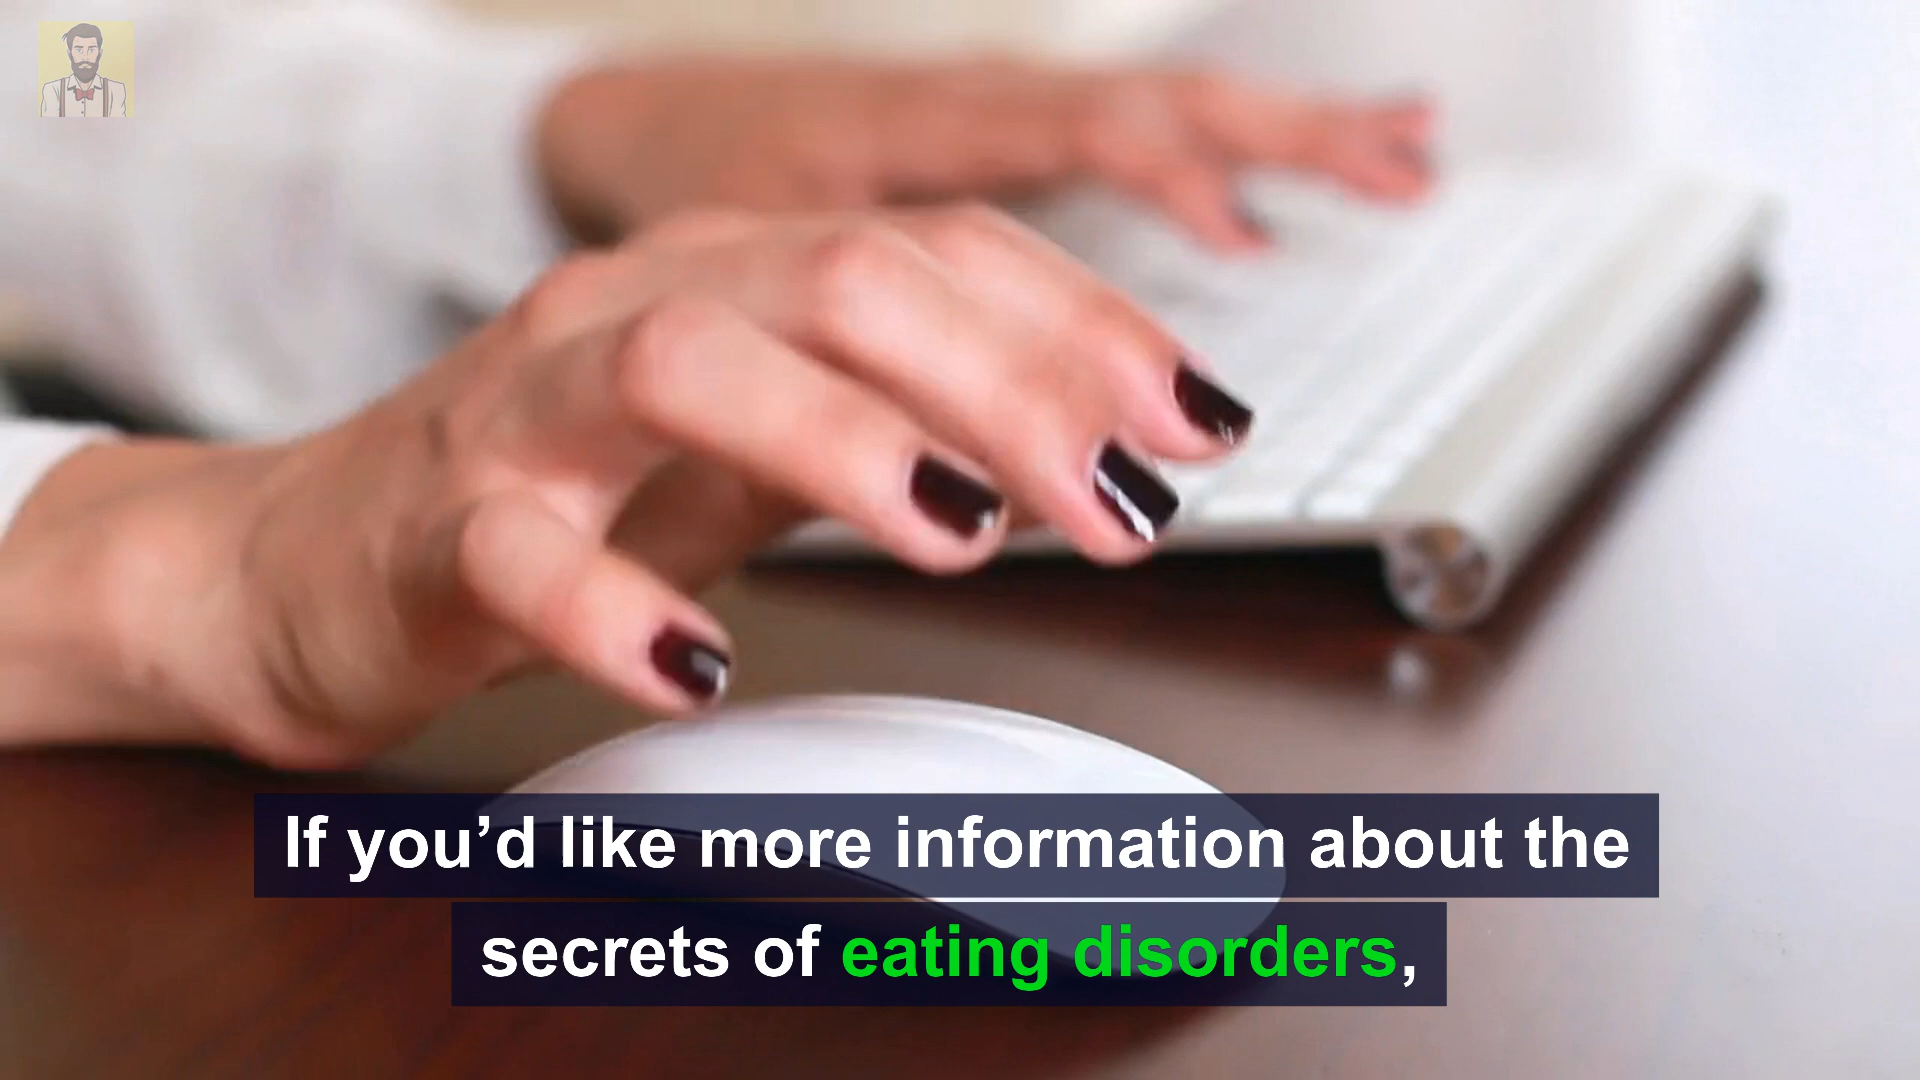 If you’d like more information about the
secrets of eating disorders,